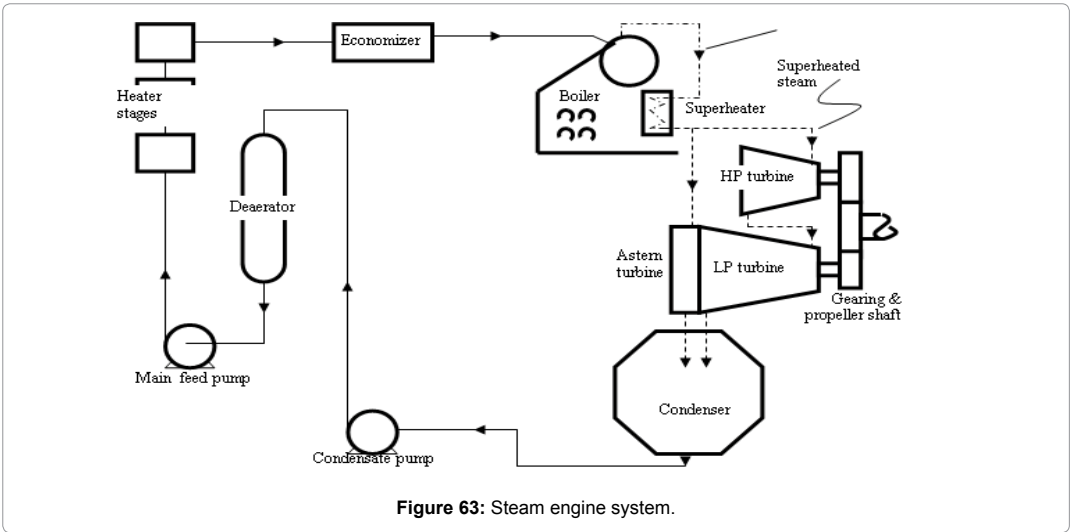 Economizer
Heater
stages
Boiler
Superheater
Superheated
steam
HP turbine
Deaerator
Astern
turbine
LP turbine
Gearing &
propeller shaft
Main feed pump
Condenser
Condensate pump
Figure 63: Steam engine system.